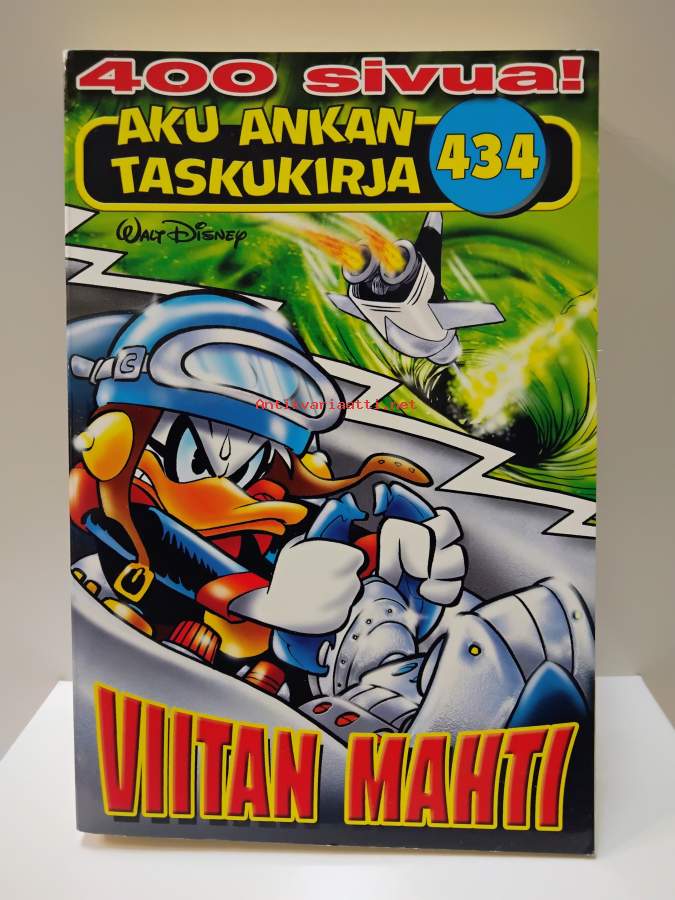 400 sivua!
AKU ANKAN
TASKUKIRJA
434
WALT DISNEY
C
Antikvariaatti.net
VIITAN MAHTI